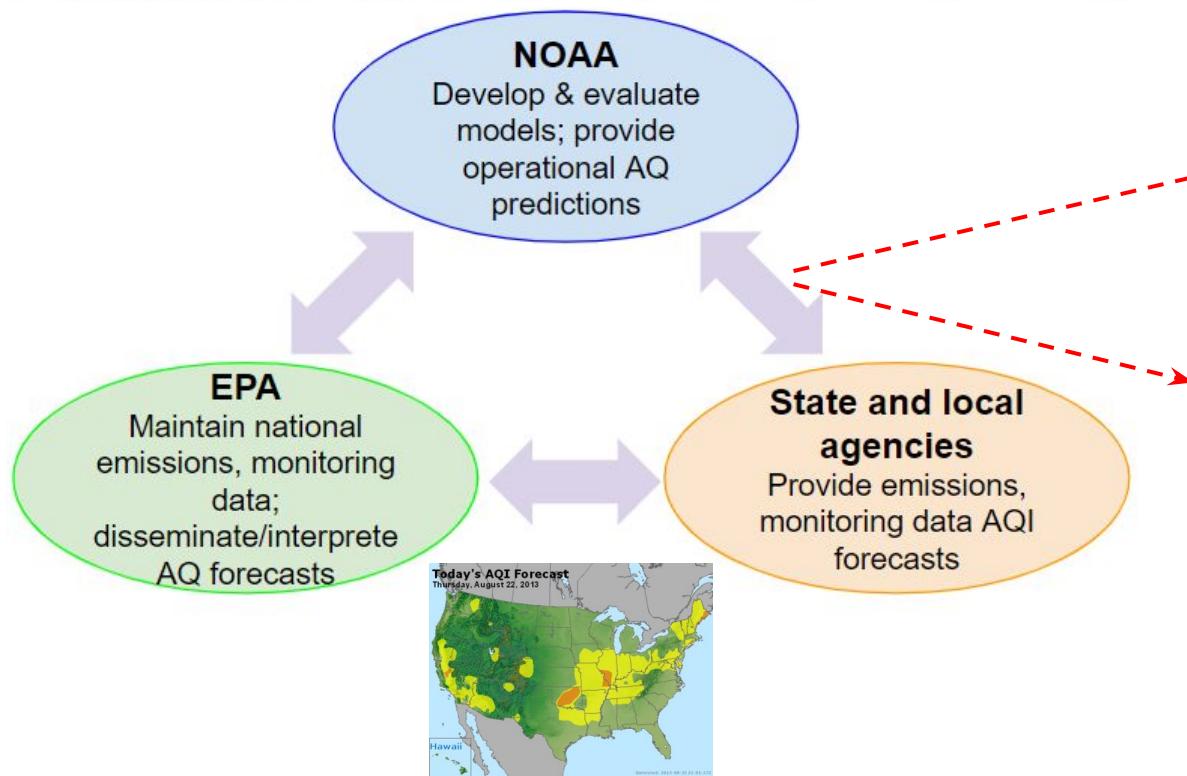 NOAA
Develop & evaluate
models; provide
operational AQ
predictions
EPA
Maintain national
emissions, monitoring
data;
disseminate/interprete
AQ forecasts
State and local
agencies
Provide emissions,
monitoring data AQI
forecasts
Today's AQI Forecast
Thursday, August 22, 2013
Hawaii